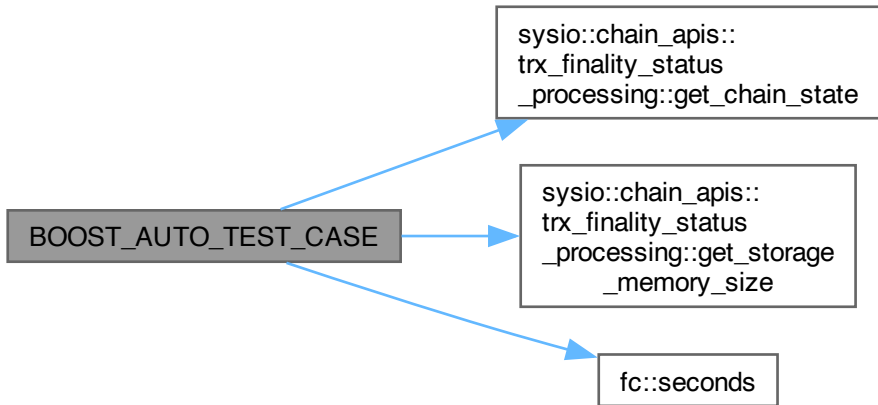 sysio::chain_apis::
trx_finality_status
_processing::get_chain_state
BOOST_AUTO_TEST_CASE
sysio::chain_apis::
trx_finality_status
_processing::get_storage
_memory_size
fc::seconds